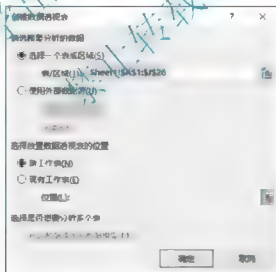 创建数据透视表
请选择要分析的数据
选择一个表或区域(S)
表/区域(T): Sheet1!$A$1:$J$26
使用外部数据源(U)
选择放置数据透视表的位置
新工作表(N)
现有工作表(E)
位置(L):
选择是否想要分析多个表
确定
取消